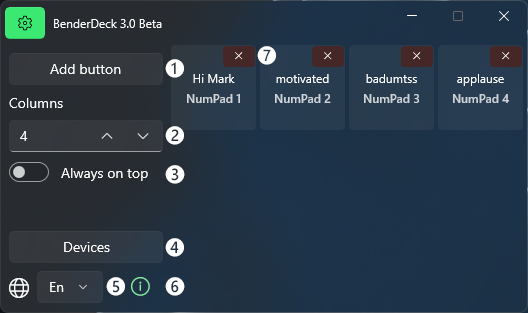 BenderDeck 3.0 Beta
Add button
1
7
Hi Mark
NumPad 1
motivated
NumPad 2
badumtss
NumPad 3
applause
NumPad 4
Columns
4
2
Always on top
3
Devices
4
En
5
6